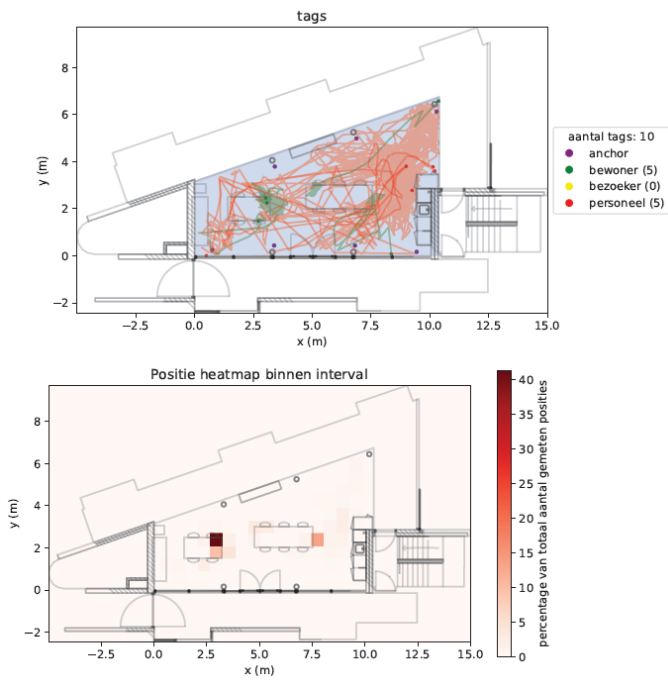 tags
8
6
4
2
0
−2
y (m)
−2.5 0.0 2.5 5.0 7.5 10.0 12.5 15.0
x (m)
aantal tags: 10
anchor
bewoner (5)
bezoeker (0)
personeel (5)
Positie heatmap binnen interval
8
6
4
2
0
−2
y (m)
−2.5 0.0 2.5 5.0 7.5 10.0 12.5 15.0
x (m)
40
35
30
25
20
15
10
5
0
percentage van totaal aantal gemeten posities